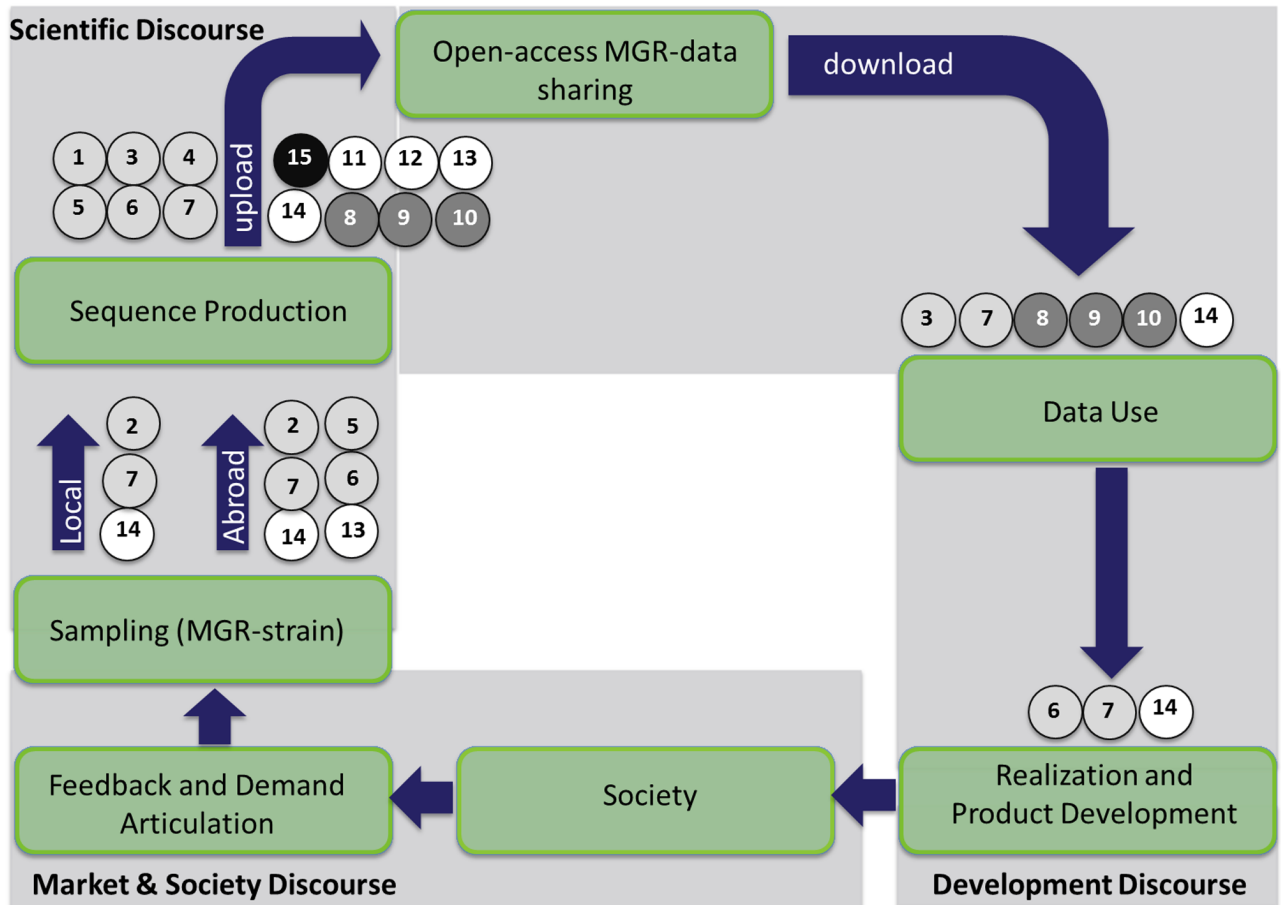 Scientific Discourse
Open-access MGR-data
sharing
download
upload
1 3 4
5 6 7
15 11 12 13
14 8 9 10
Sequence Production
3 7 8 9 10 14
Data Use
Local
2
7
14
Abroad
2 5
7 6
14 13
Sampling (MGR-strain)
6 7 14
Feedback and Demand
Articulation
Society
Realization and
Product Development
Market & Society Discourse
Development Discourse